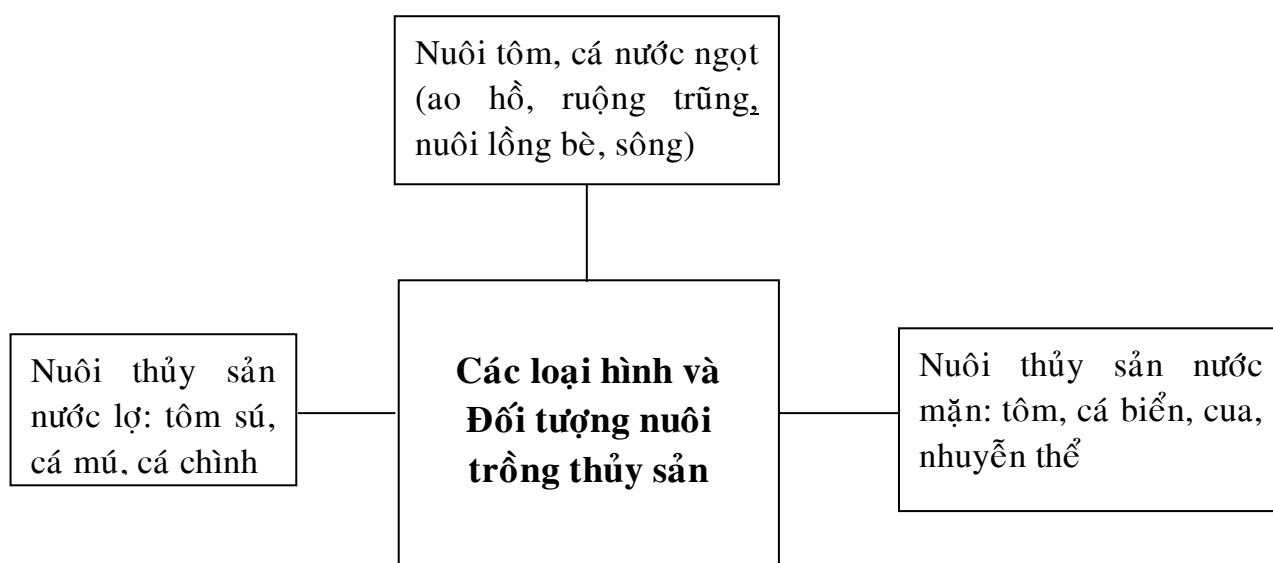 Nuôi tôm, cá nước ngọt
(ao hồ, ruộng trũng,
nuôi lồng bè, sông)
Nuôi thủy sản
nước lợ: tôm sú,
cá mú, cá chình
Các loại hình và
Đối tượng nuôi
trồng thủy sản
Nuôi thủy sản nước
mặn: tôm, cá biển, cua,
nhuyễn thể